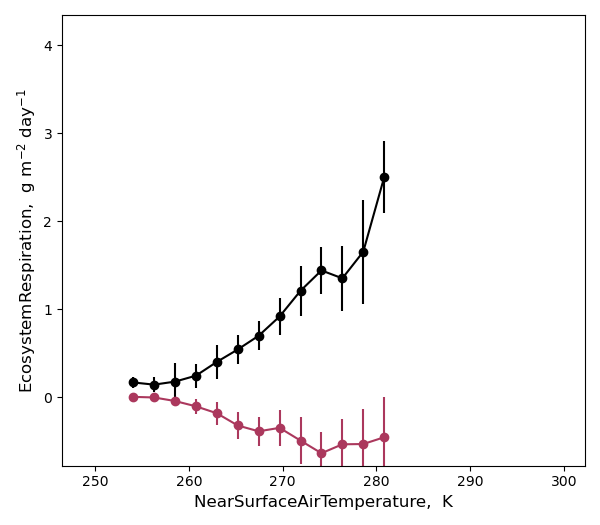 EcosystemRespiration, g m⁻² day⁻¹
4
3
2
1
0
250 260 270 280 290 300
NearSurfaceAirTemperature, K